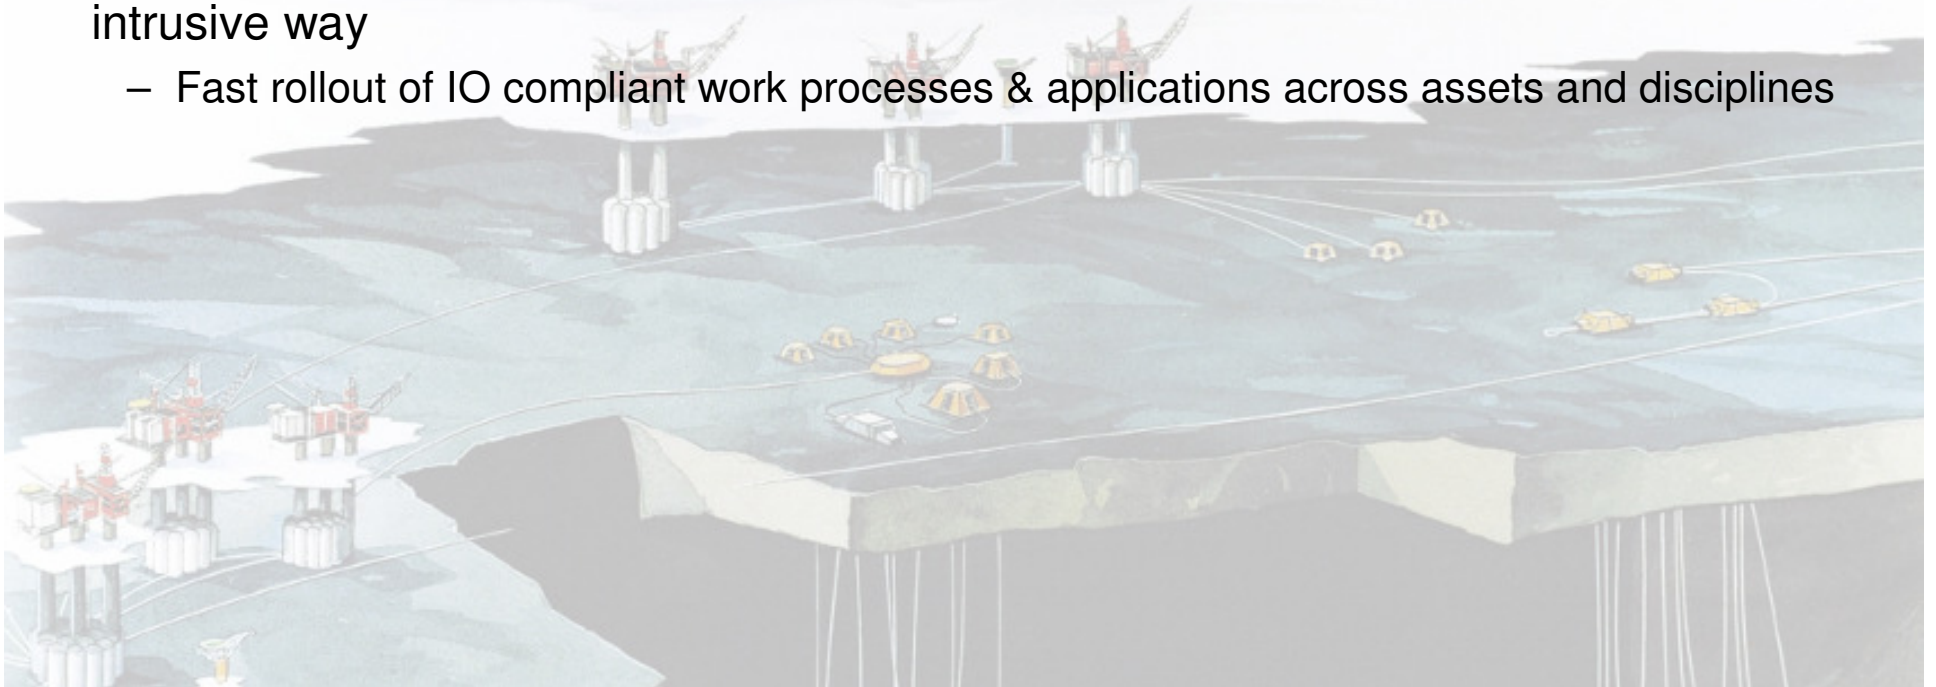 intrusive way
– Fast rollout of IO compliant work processes & applications across assets and disciplines